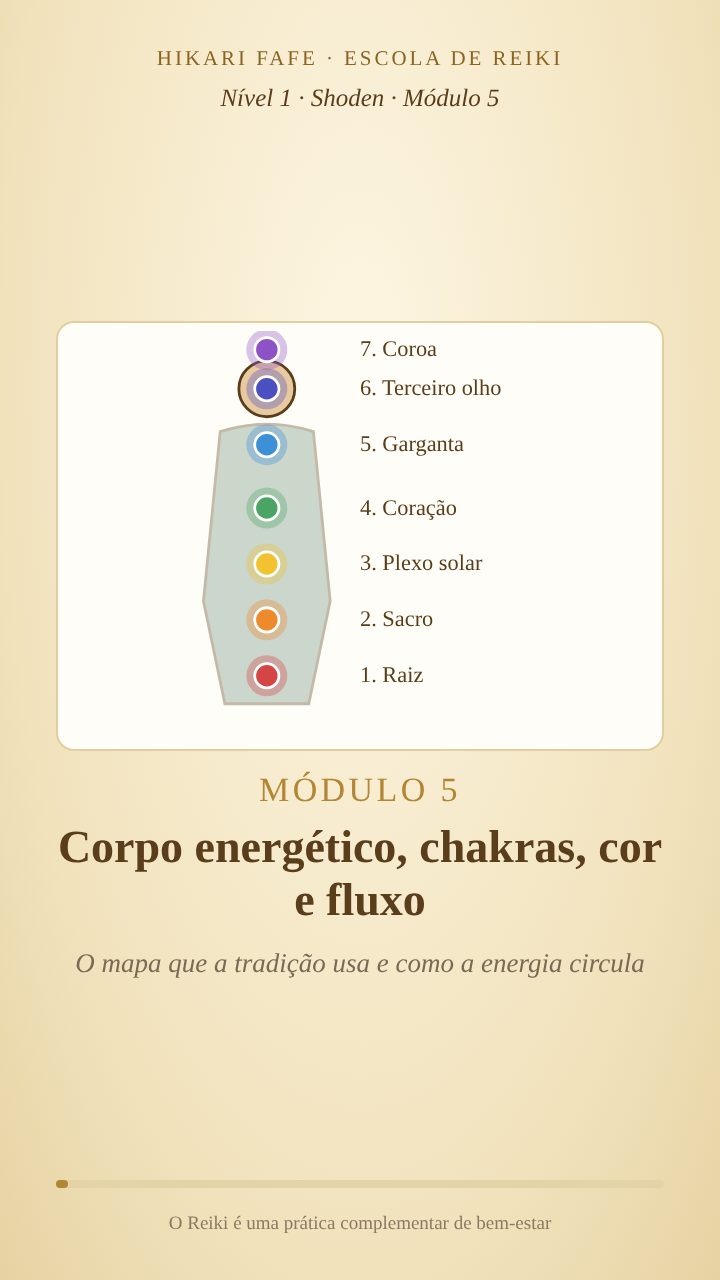 HIKARI FAFE · ESCOLA DE REIKI
Nível 1 · Shoden · Módulo 5
7. Coroa
6. Terceiro olho
5. Garganta
4. Coração
3. Plexo solar
2. Sacro
1. Raiz
MÓDULO 5
Corpo energético, chakras, cor
e fluxo
O mapa que a tradição usa e como a energia circula
O Reiki é uma prática complementar de bem-estar